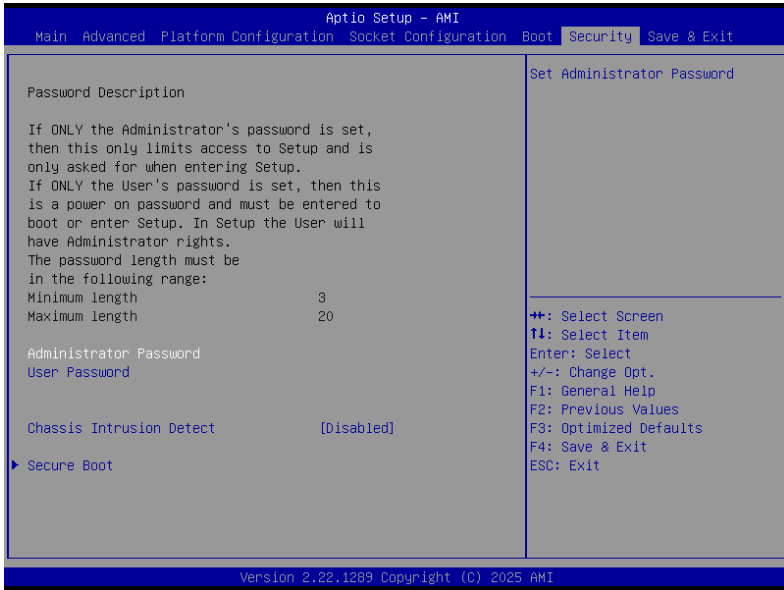 Aptio Setup - AMI
Main Advanced Platform Configuration Socket Configuration Boot Security Save & Exit
Password Description
If ONLY the Administrator's password is set,
then this only limits access to Setup and is
only asked for when entering Setup.
If ONLY the User's password is set, then this
is a power on password and must be entered to
boot or enter Setup. In Setup the User will
have Administrator rights.
The password length must be
in the following range:
Minimum length 3
Maximum length 20
Administrator Password
User Password
Chassis Intrusion Detect [Disabled]
Secure Boot
Set Administrator Password
→←: Select Screen
↑↓: Select Item
Enter: Select
+/-: Change Opt.
F1: General Help
F2: Previous Values
F3: Optimized Defaults
F4: Save & Exit
ESC: Exit
Version 2.22.1289 Copyright (C) 2025 AMI